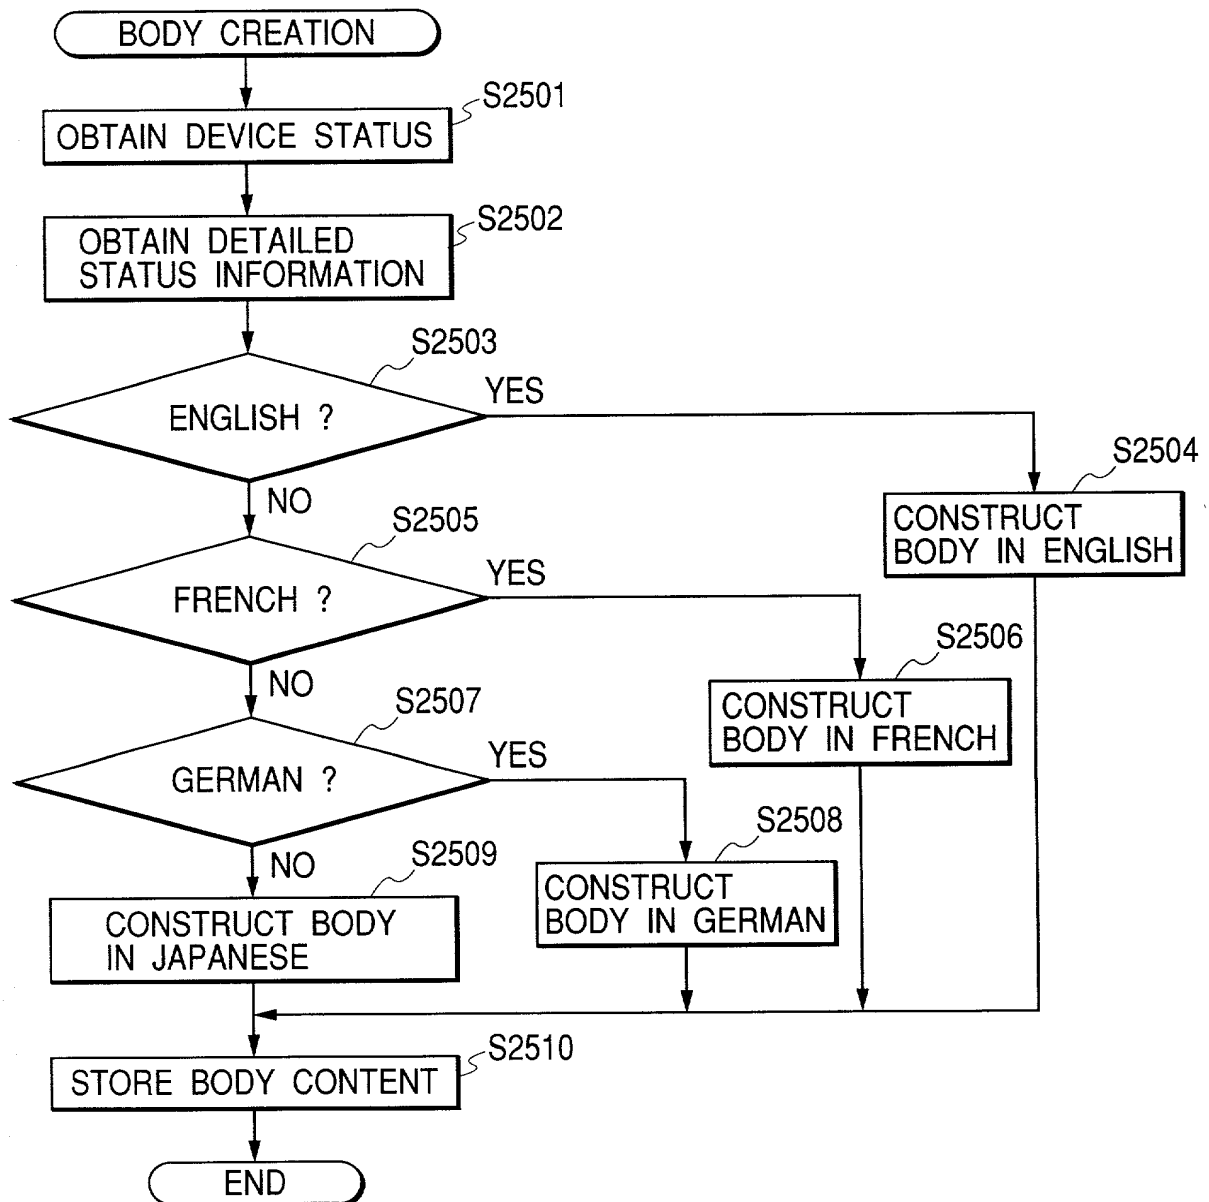 BODY CREATION
S2501
OBTAIN DEVICE STATUS
S2502
OBTAIN DETAILED
STATUS INFORMATION
S2503
ENGLISH ?
YES
NO
S2504
CONSTRUCT
BODY IN ENGLISH
S2505
FRENCH ?
YES
NO
S2506
CONSTRUCT
BODY IN FRENCH
S2507
GERMAN ?
YES
NO
S2508
CONSTRUCT
BODY IN GERMAN
S2509
CONSTRUCT BODY
IN JAPANESE
S2510
STORE BODY CONTENT
END